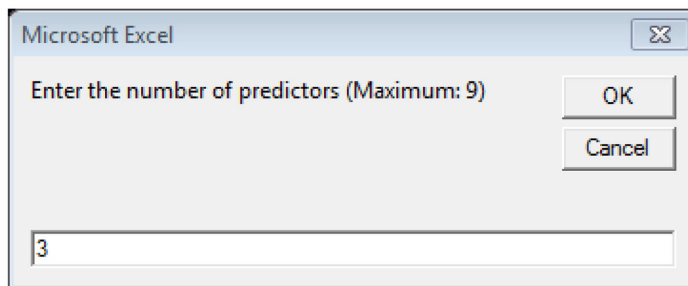 Microsoft Excel
Enter the number of predictors (Maximum: 9)
OK
Cancel
3